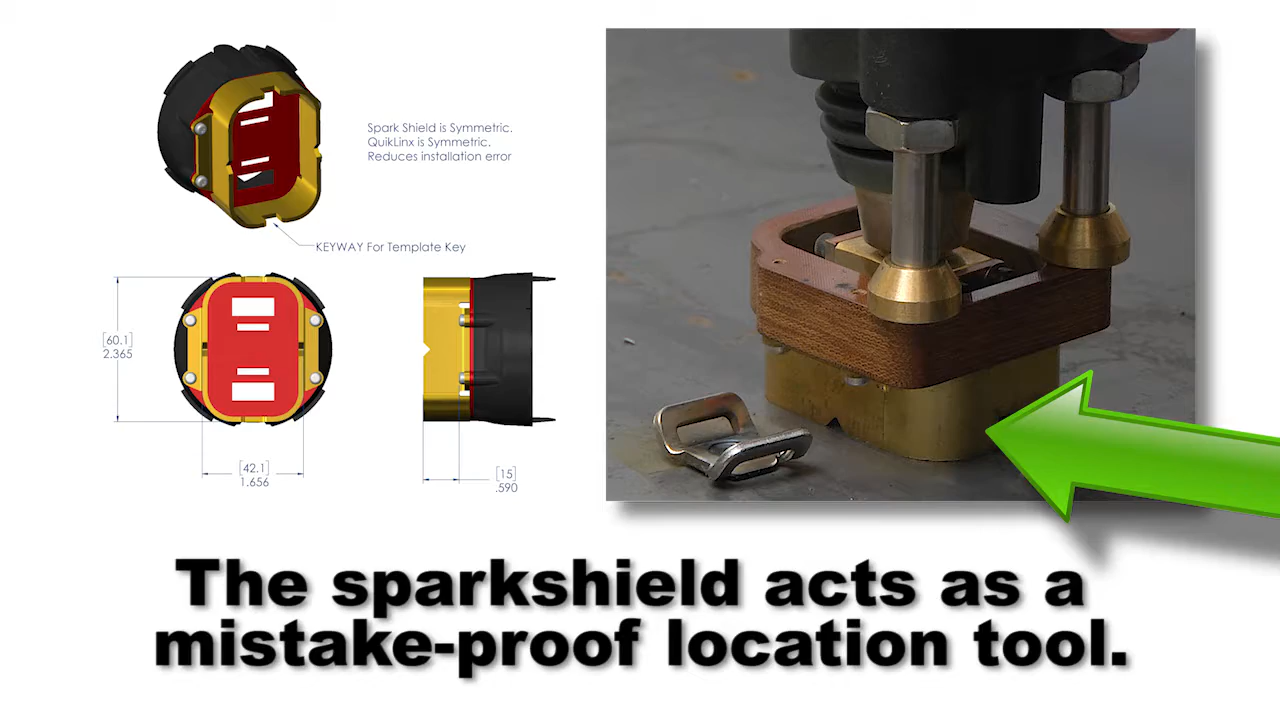 Spark Shield is Symmetric.
QuikLinx is Symmetric.
Reduces installation error
KEYWAY For Template Key
[60.1]
2.365
[42.1]
1.656
[15]
.590
The sparkshield acts as a
mistake-proof location tool.